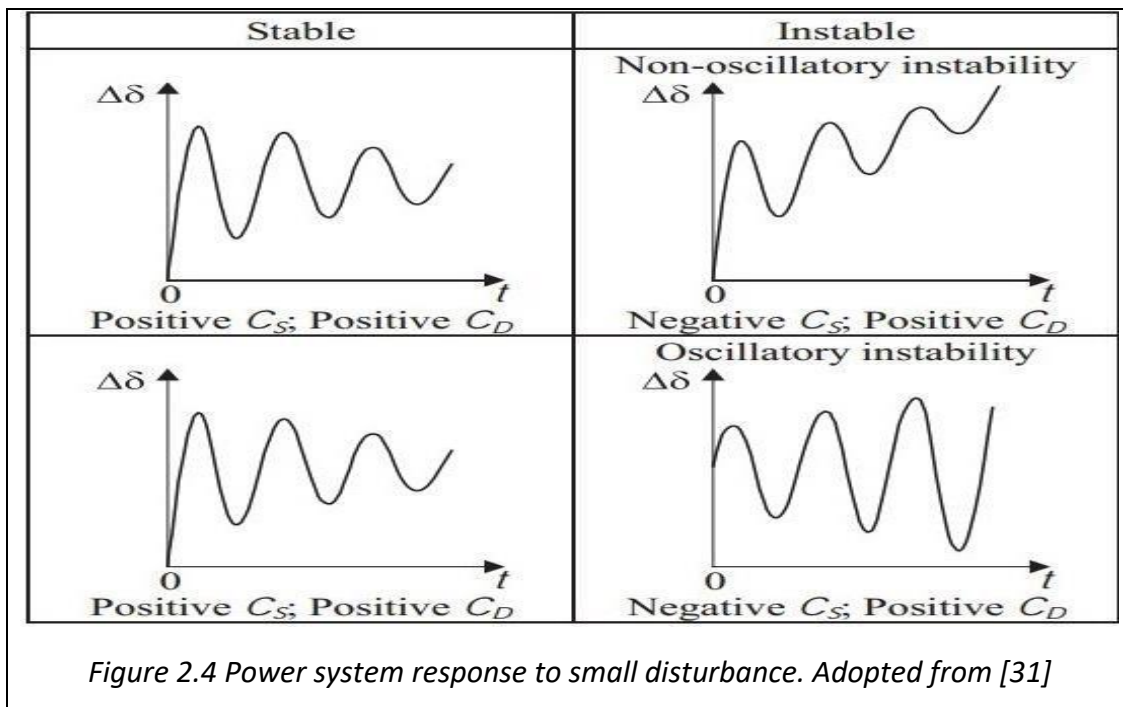 Stable
Instable
Non-oscillatory instability
Δδ
0
t
Positive C_S; Positive C_D
Δδ
0
t
Negative C_S; Positive C_D
Oscillatory instability
Δδ
0
t
Positive C_S; Positive C_D
Δδ
0
t
Negative C_S; Positive C_D
Figure 2.4 Power system response to small disturbance. Adopted from [31]